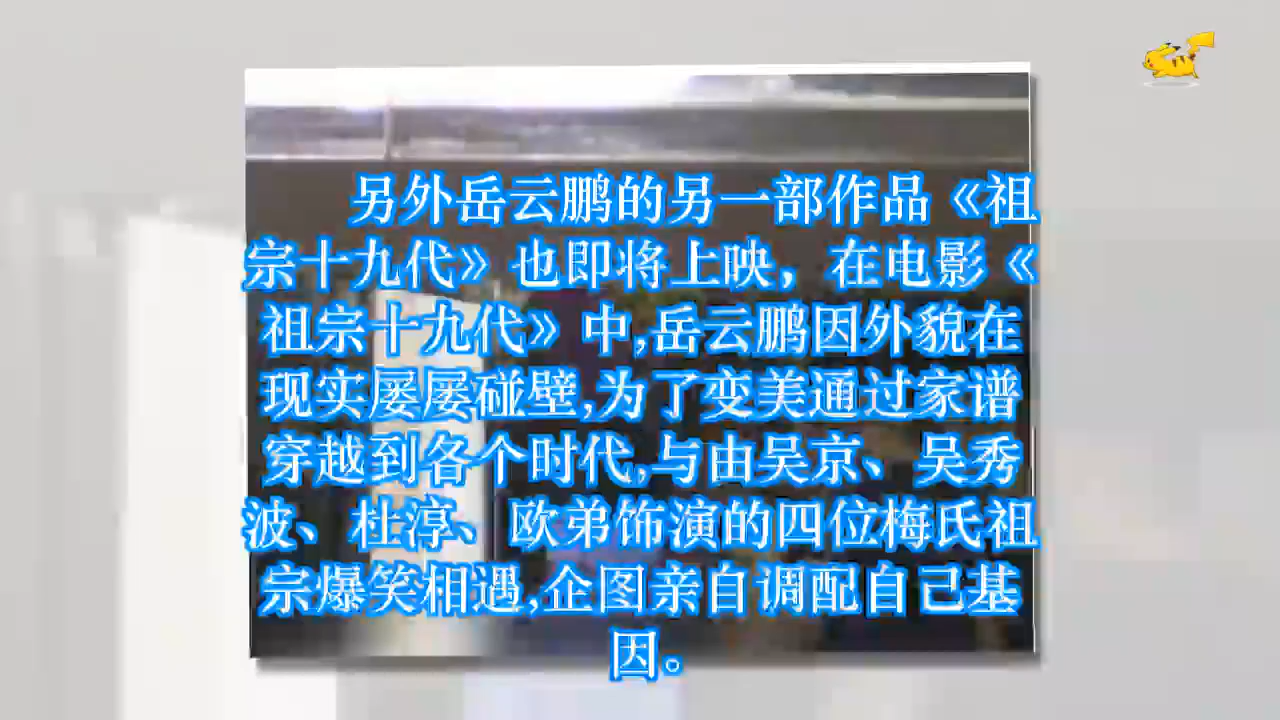 另外岳云鹏的另一部作品《祖
宗十九代》也即将上映，在电影《
祖宗十九代》中,岳云鹏因外貌在
现实屡屡碰壁,为了变美通过家谱
穿越到各个时代,与由吴京、吴秀
波、杜淳、欧弟饰演的四位梅氏祖
宗爆笑相遇,企图亲自调配自己基
因。